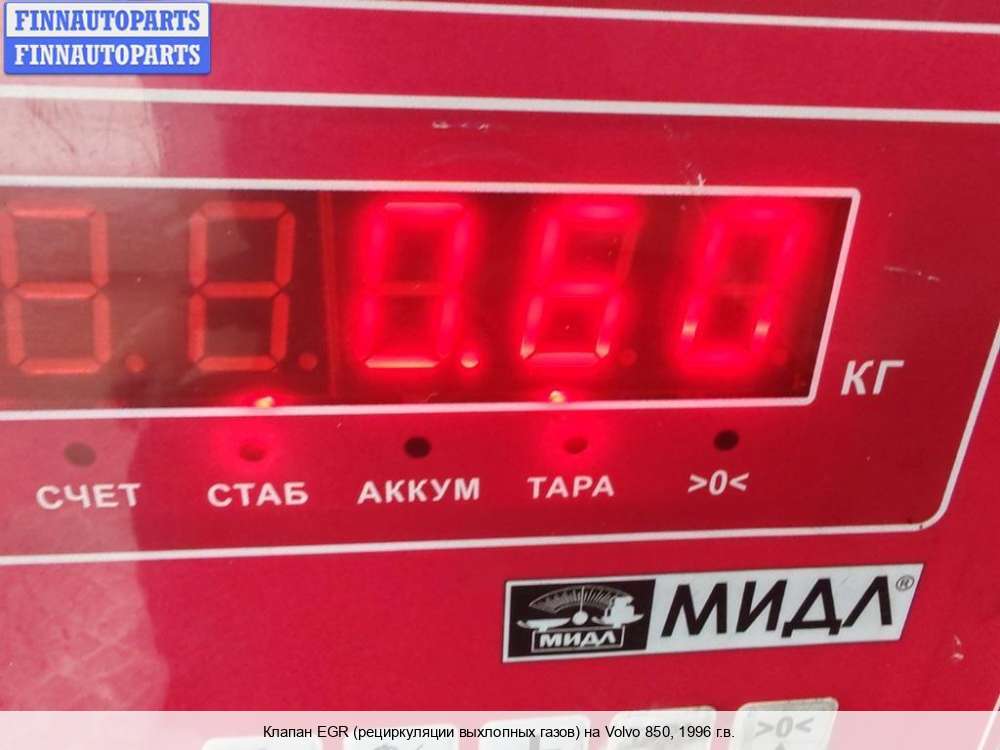 FINNAUTOPARTS
FINNAUTOPARTS
0.60
КГ
СЧЕТ СТАБ АККУМ ТАРА >0<
МИДЛ МИДЛ®
>0<
Клапан EGR (рециркуляции выхлопных газов) на Volvo 850, 1996 г.в.